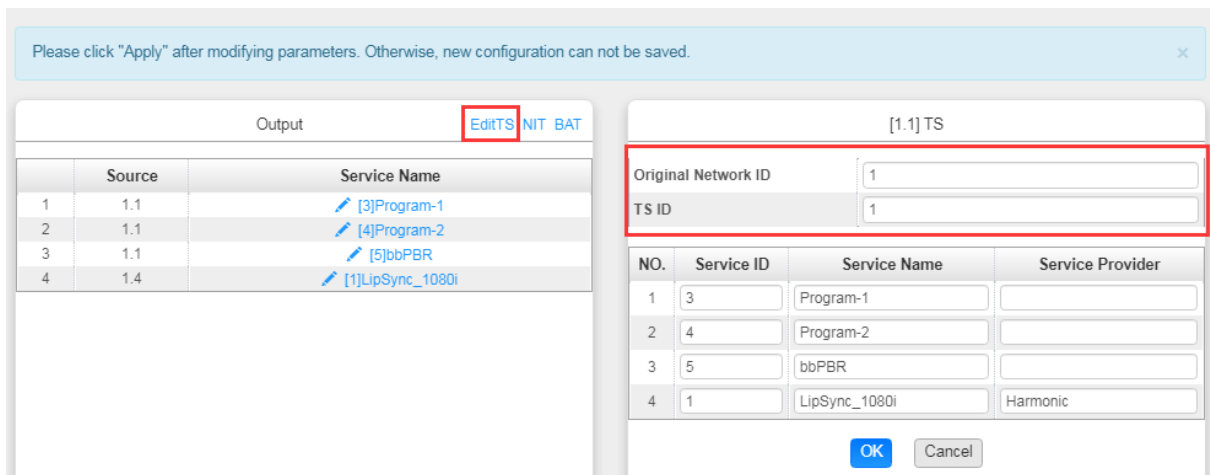 Please click "Apply" after modifying parameters. Otherwise, new configuration can not be saved. ×
Output EditTS NIT BAT
Source Service Name
1 1.1 [3]Program-1
2 1.1 [4]Program-2
3 1.1 [5]bbPBR
4 1.4 [1]LipSync_1080i
[1.1] TS
Original Network ID 1
TS ID 1
NO. Service ID Service Name Service Provider
1 3 Program-1
2 4 Program-2
3 5 bbPBR
4 1 LipSync_1080i Harmonic
OK Cancel